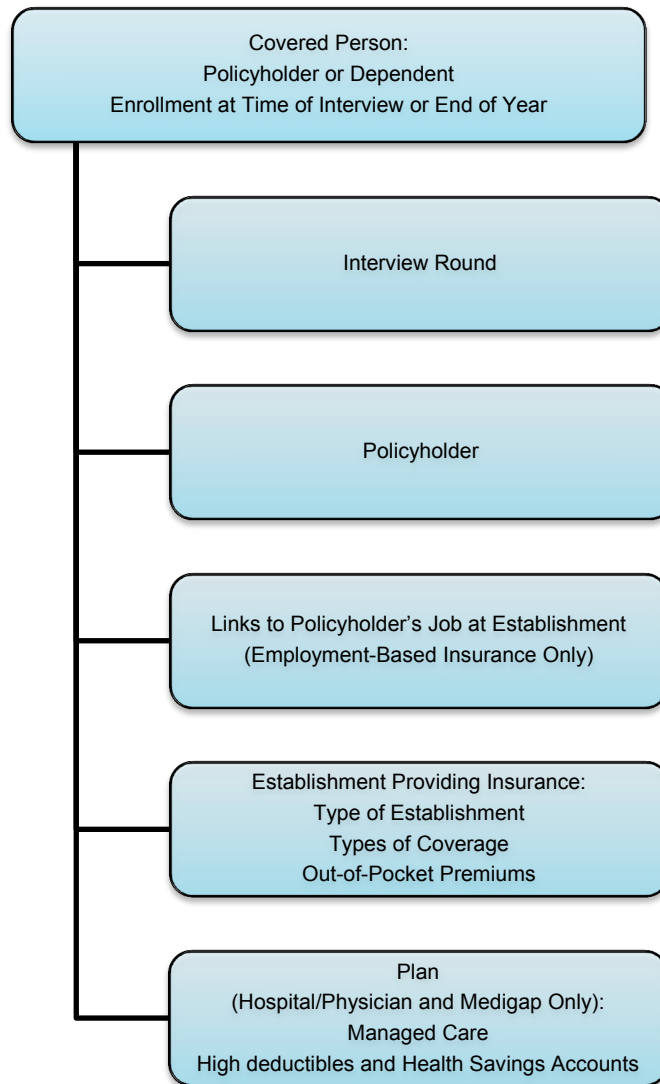 Covered Person:
Policyholder or Dependent
Enrollment at Time of Interview or End of Year
Interview Round
Policyholder
Links to Policyholder’s Job at Establishment
(Employment-Based Insurance Only)
Establishment Providing Insurance:
Type of Establishment
Types of Coverage
Out-of-Pocket Premiums
Plan
(Hospital/Physician and Medigap Only):
Managed Care
High deductibles and Health Savings Accounts